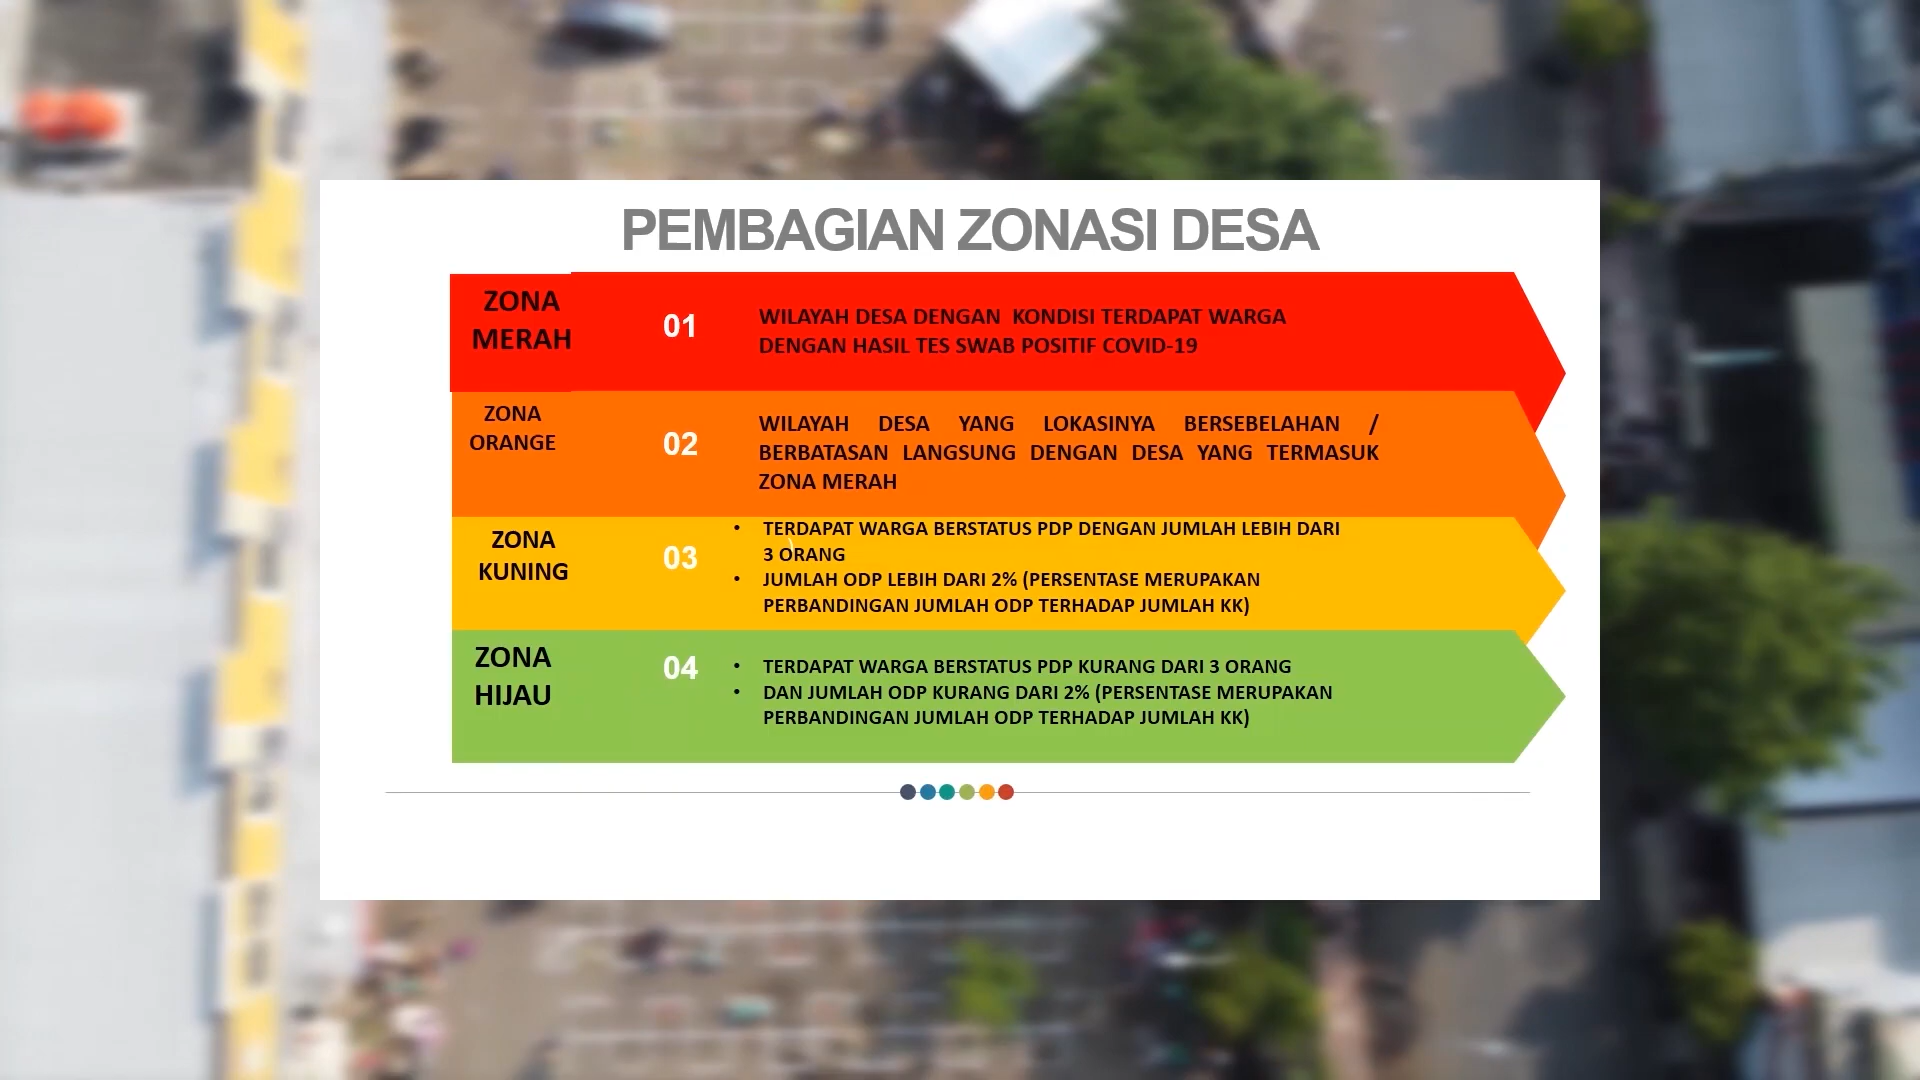 PEMBAGIAN ZONASI DESA
ZONA
MERAH
01
WILAYAH DESA DENGAN KONDISI TERDAPAT WARGA
DENGAN HASIL TES SWAB POSITIF COVID-19
ZONA
ORANGE
02
WILAYAH DESA YANG LOKASINYA BERSEBELAHAN /
BERBATASAN LANGSUNG DENGAN DESA YANG TERMASUK
ZONA MERAH
ZONA
KUNING
03
• TERDAPAT WARGA BERSTATUS PDP DENGAN JUMLAH LEBIH DARI
3 ORANG
• JUMLAH ODP LEBIH DARI 2% (PERSENTASE MERUPAKAN
PERBANDINGAN JUMLAH ODP TERHADAP JUMLAH KK)
ZONA
HIJAU
04
• TERDAPAT WARGA BERSTATUS PDP KURANG DARI 3 ORANG
• DAN JUMLAH ODP KURANG DARI 2% (PERSENTASE MERUPAKAN
PERBANDINGAN JUMLAH ODP TERHADAP JUMLAH KK)